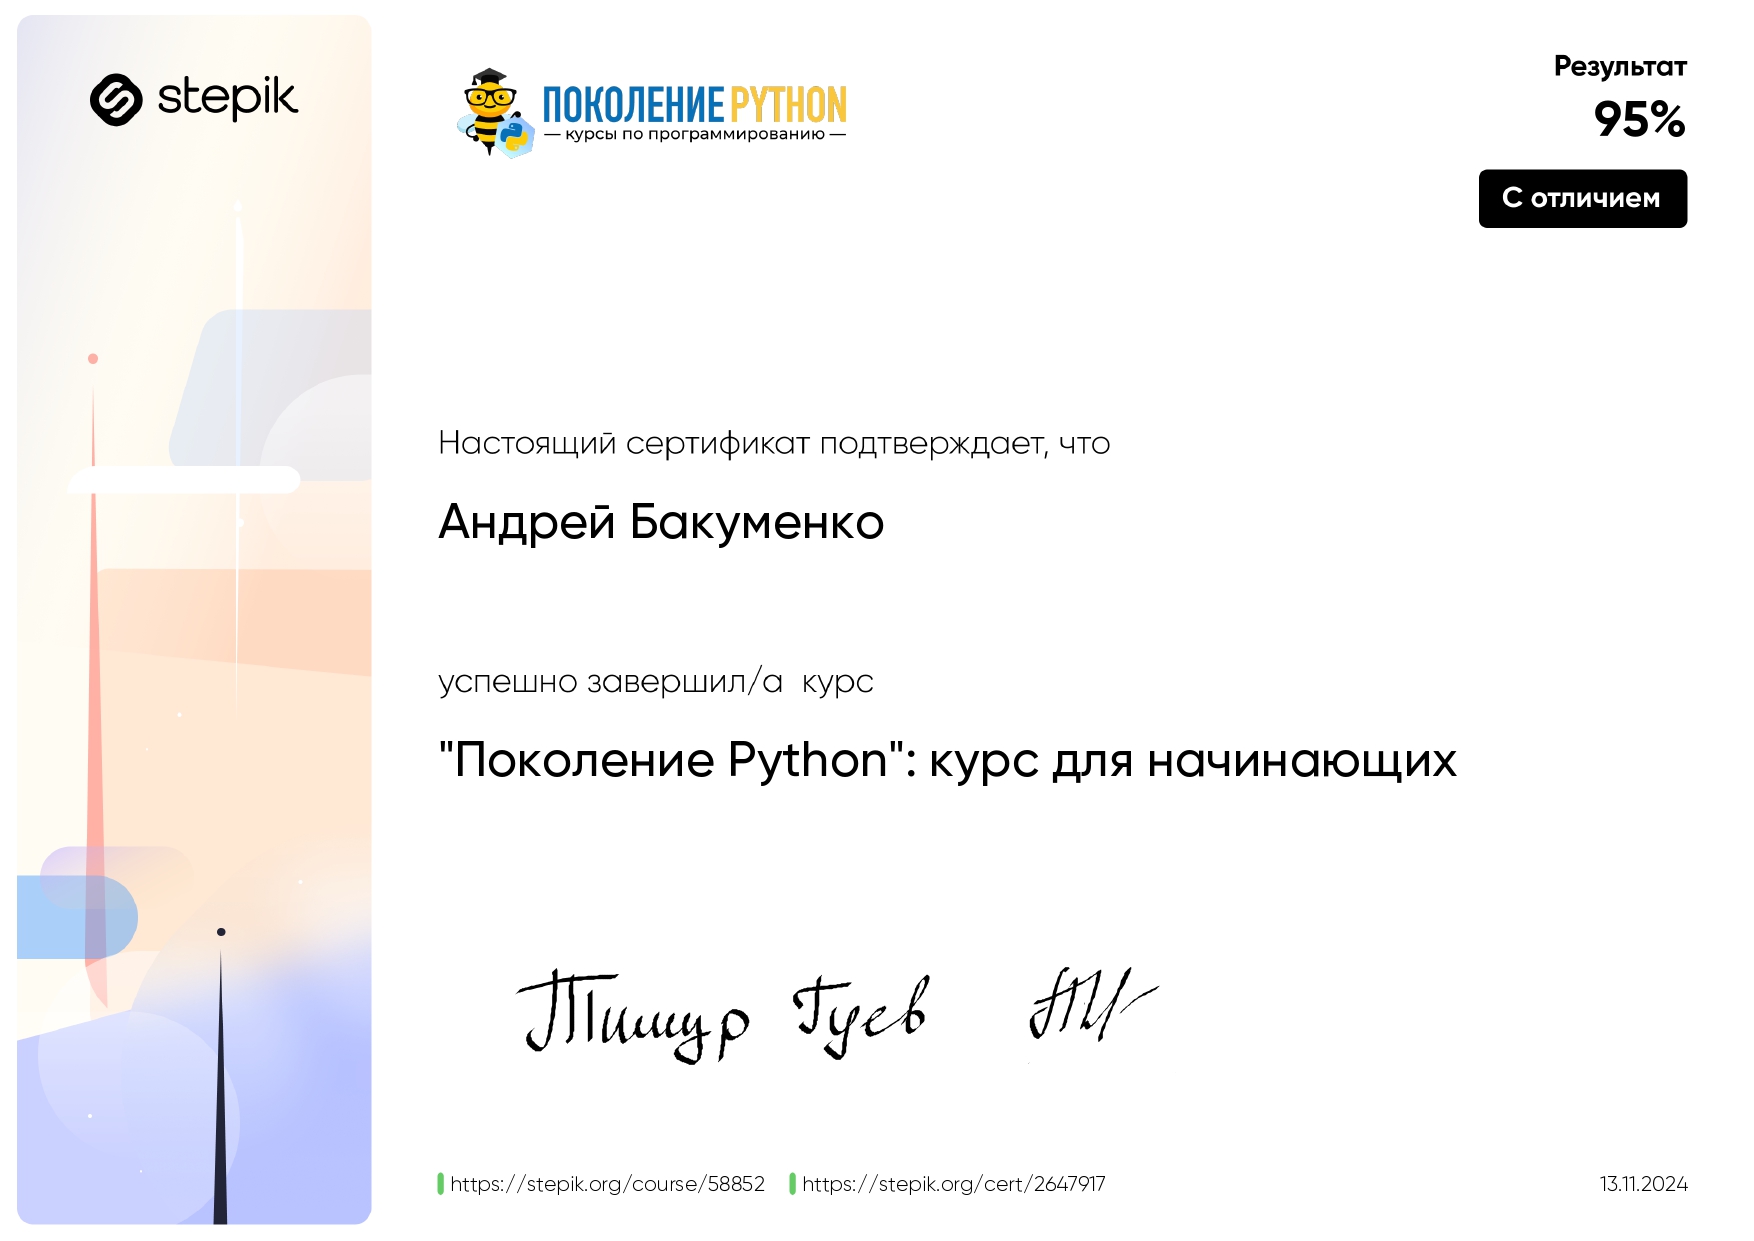 stepik
ПОКОЛЕНИЕ PYTHON
— курсы по программированию —
Результат
95%
С отличием
Настоящий сертификат подтверждает, что
Андрей Бакуменко
успешно завершил/а курс
"Поколение Python": курс для начинающих
Тимур Гуев
https://stepik.org/course/58852 https://stepik.org/cert/2647917
13.11.2024